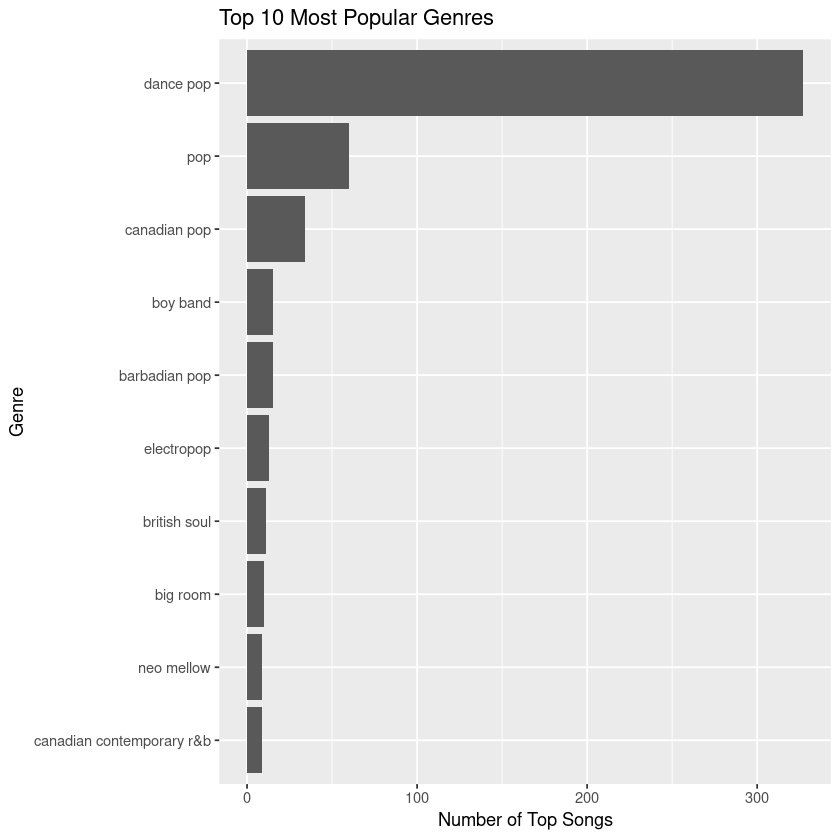 Top 10 Most Popular Genres
dance pop
pop
canadian pop
boy band
barbadian pop
electropop
british soul
big room
neo mellow
canadian contemporary r&b
Genre
0
100
200
300
Number of Top Songs